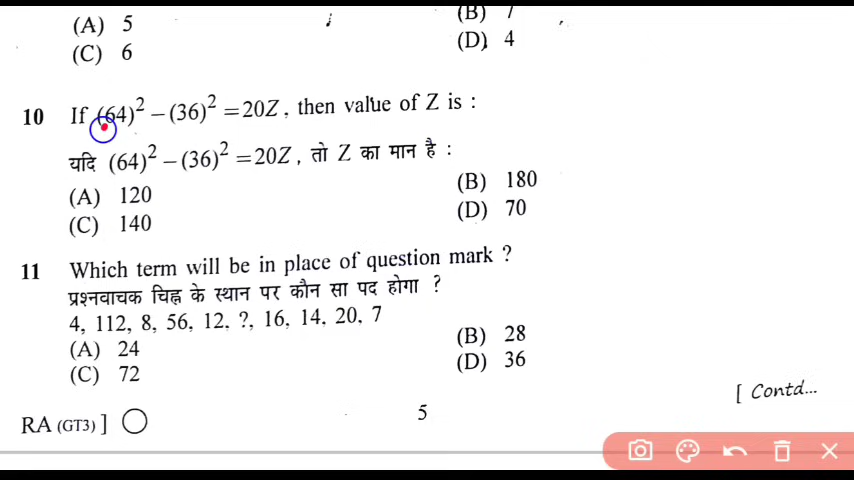 (A) 5 (B) 7
(C) 6 (D) 4
10 If (64)² − (36)² = 20Z, then value of Z is :
यदि (64)² − (36)² = 20Z, तो Z का मान है :
(A) 120 (B) 180
(C) 140 (D) 70
11 Which term will be in place of question mark ?
प्रश्नवाचक चिह्न के स्थान पर कौन सा पद होगा ?
4, 112, 8, 56, 12, ?, 16, 14, 20, 7
(A) 24 (B) 28
(C) 72 (D) 36
[ Contd...
RA (GT3) ] 5